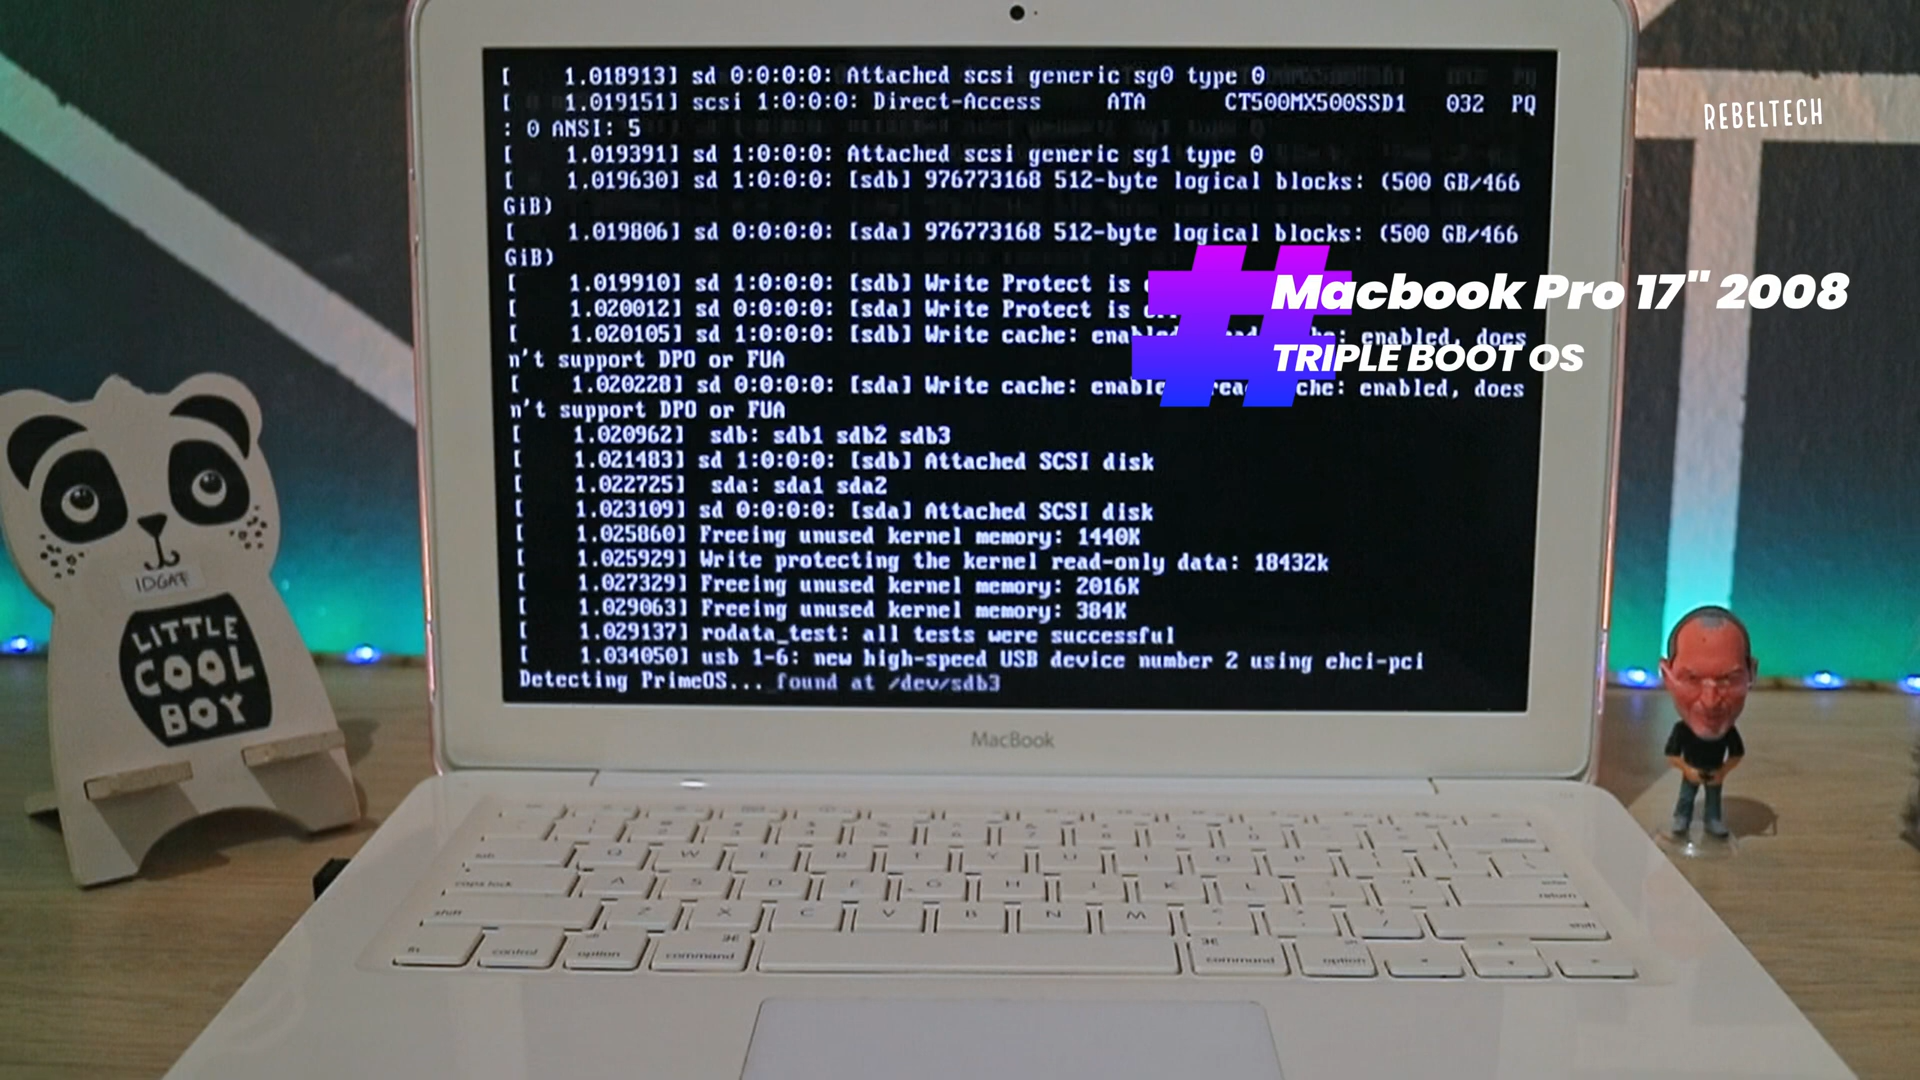 [    1.018913] sd 0:0:0:0: Attached scsi generic sg0 type 0
[    1.019151] scsi 1:0:0:0: Direct-Access     ATA      CT500MX500SSD1   032  PQ
: 0 ANSI: 5
[    1.019391] sd 1:0:0:0: Attached scsi generic sg1 type 0
[    1.019630] sd 1:0:0:0: [sdb] 976773168 512-byte logical blocks: (500 GB/466
GiB)
[    1.019806] sd 0:0:0:0: [sda] 976773168 512-byte logical blocks: (500 GB/466
GiB)
[    1.019910] sd 1:0:0:0: [sdb] Write Protect is
[    1.020012] sd 0:0:0:0: [sda] Write Protect is
[    1.020105] sd 1:0:0:0: [sdb] Write cache: enabled, enabled, does
n't support DPO or FUA
[    1.020228] sd 0:0:0:0: [sda] Write cache: enabled, does
n't support DPO or FUA
[    1.020962]  sdb: sdb1 sdb2 sdb3
[    1.021483] sd 1:0:0:0: [sdb] Attached SCSI disk
[    1.022725]  sda: sda1 sda2
[    1.023109] sd 0:0:0:0: [sda] Attached SCSI disk
[    1.025860] Freeing unused kernel memory: 1440K
[    1.025929] Write protecting the kernel read-only data: 18432k
[    1.027329] Freeing unused kernel memory: 2016K
[    1.029063] Freeing unused kernel memory: 384K
[    1.029137] rodata_test: all tests were successful
[    1.034050] usb 1-6: new high-speed USB device number 2 using ehci-pci
Detecting PrimeOS... found at /dev/sdb3
REBELTECH
#
Macbook Pro 17" 2008
TRIPLE BOOT OS
IDGAF
LITTLE
COOL
BOY
MacBook
Q W E R T Y U I O P
caps lock A S D F G H J K L return
shift Z X C V B N M shift
fn control option command command option